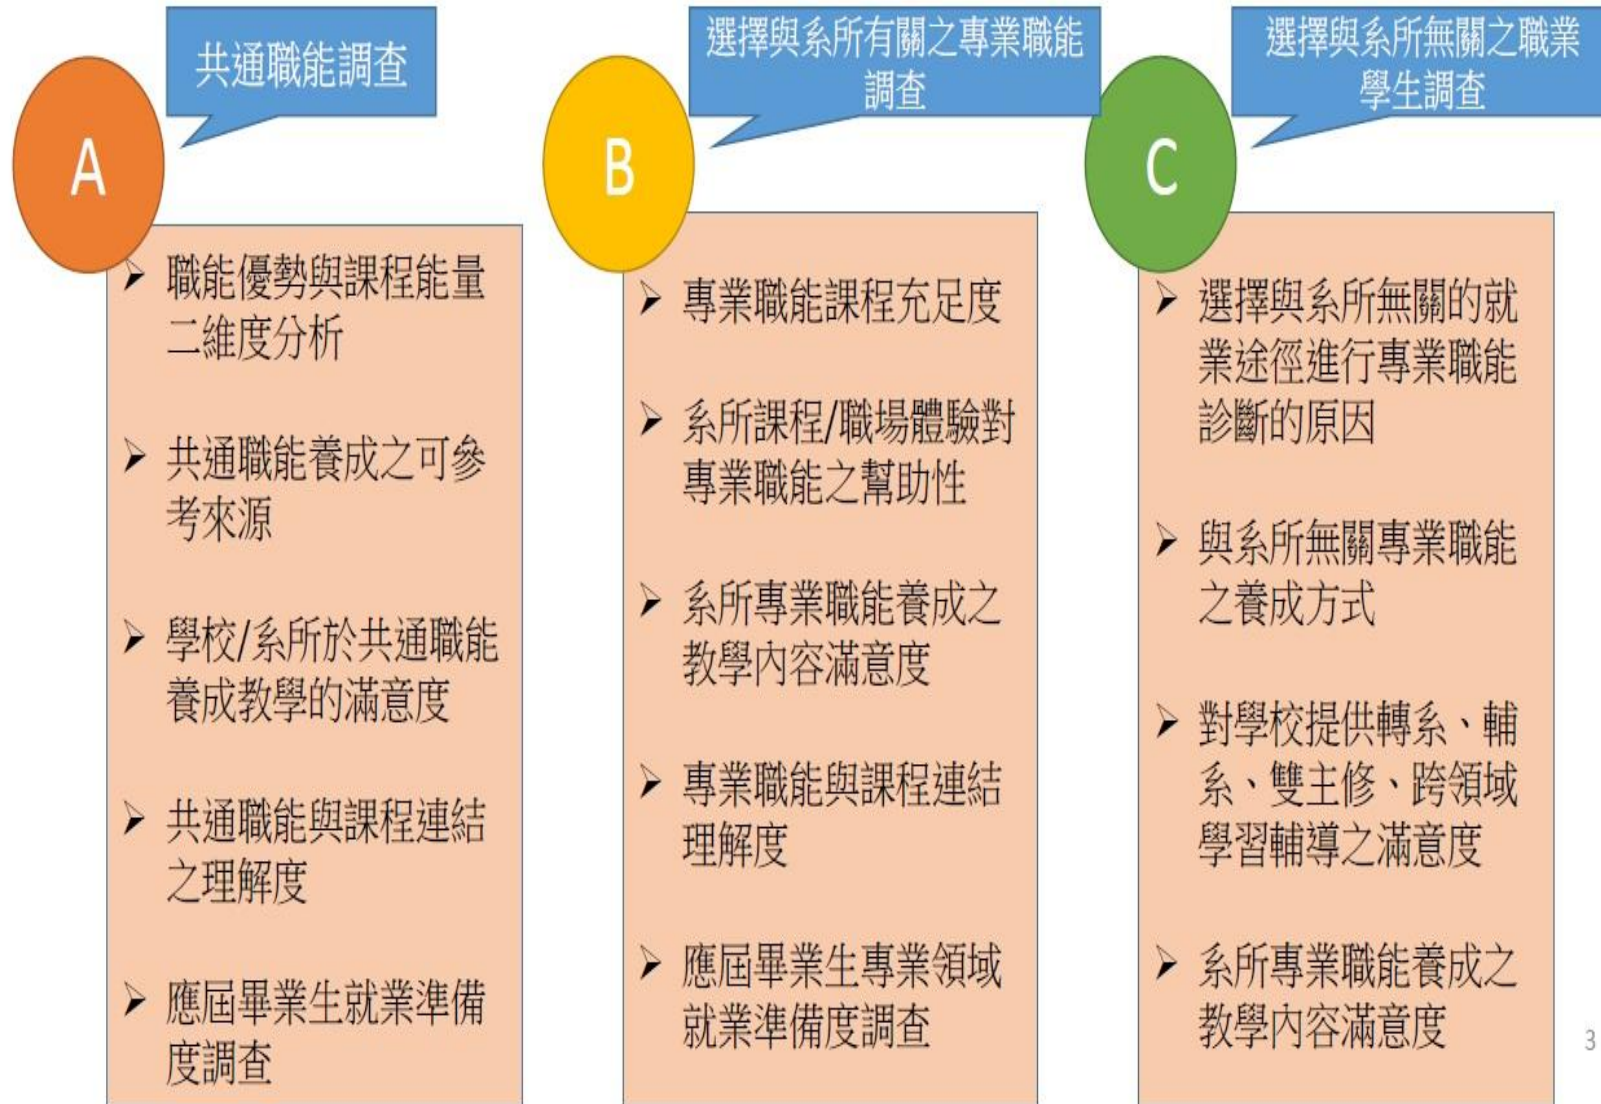 共通職能調查
A
職能優勢與課程能量
二維度分析
共通職能養成之可參
考來源
學校/系所於共通職能
養成教學的滿意度
共通職能與課程連結
之理解度
應屆畢業生就業準備
度調查
選擇與系所有關之專業職能
調查
B
專業職能課程充足度
系所課程/職場體驗對
專業職能之幫助性
系所專業職能養成之
教學內容滿意度
專業職能與課程連結
理解度
應屆畢業生專業領域
就業準備度調查
選擇與系所無關之職業
學生調查
C
選擇與系所無關的就
業途徑進行專業職能
診斷的原因
與系所無關專業職能
之養成方式
對學校提供轉系、輔
系、雙主修、跨領域
學習輔導之滿意度
系所專業職能養成之
教學內容滿意度
3